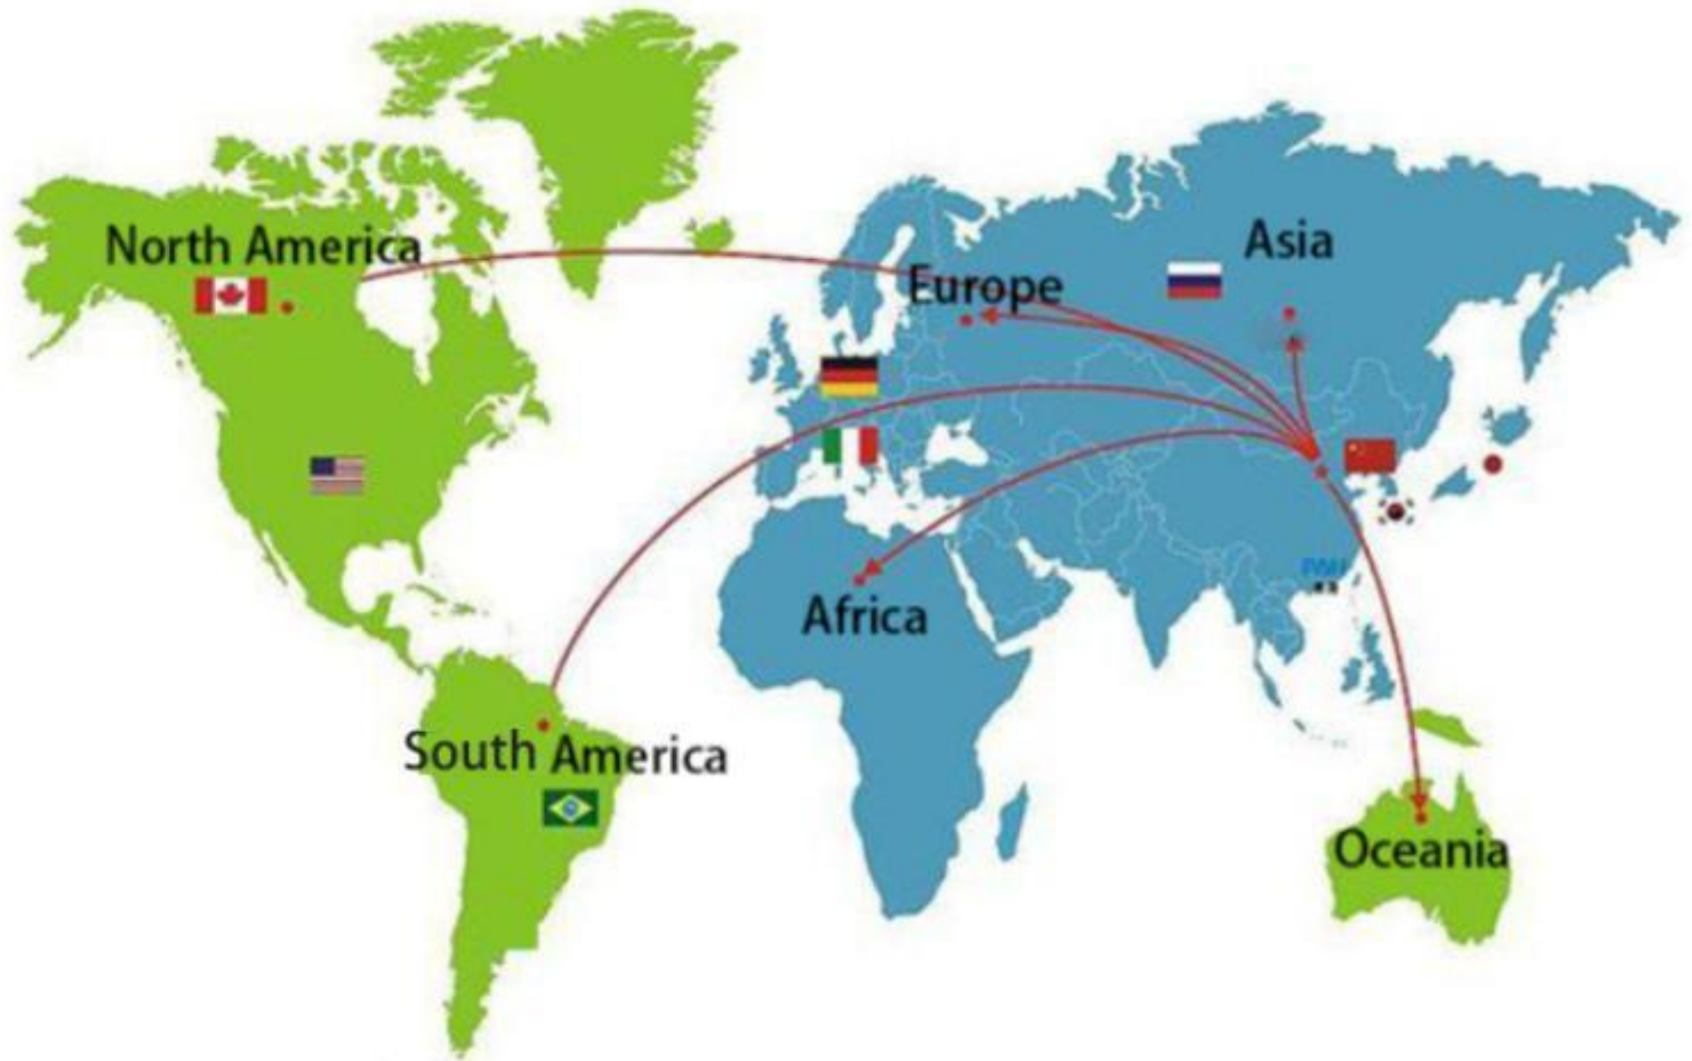 North America
Asia
Europe
Africa
South America
Oceania